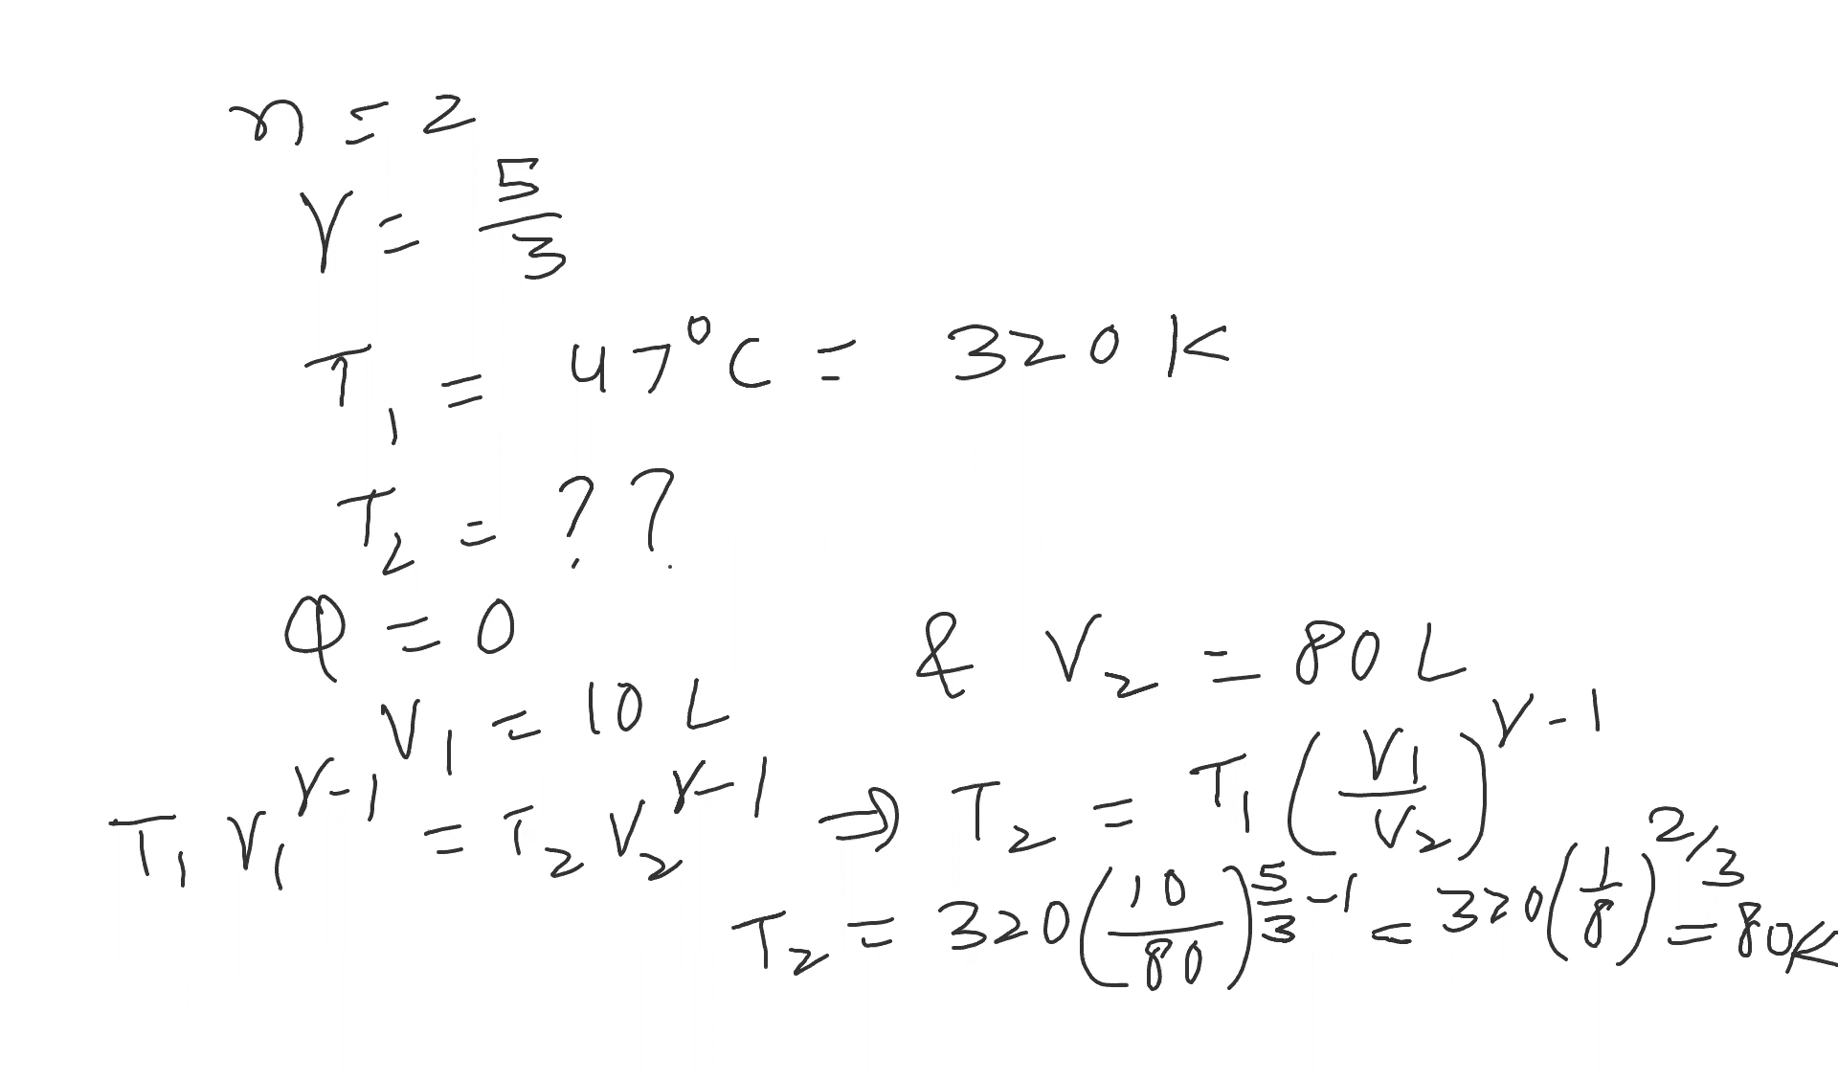 n = 2
γ = 5/3
T₁ = 47°C = 320 K
T₂ = ??
Q = 0
V₁ = 10 L & V₂ = 80 L
T₁ V₁^(γ-1) = T₂ V₂^(γ-1) ⇒ T₂ = T₁ (V₁/V₂)^(γ-1)
T₂ = 320 (10/80)^(5/3 - 1) = 320 (1/8)^(2/3) = 80K